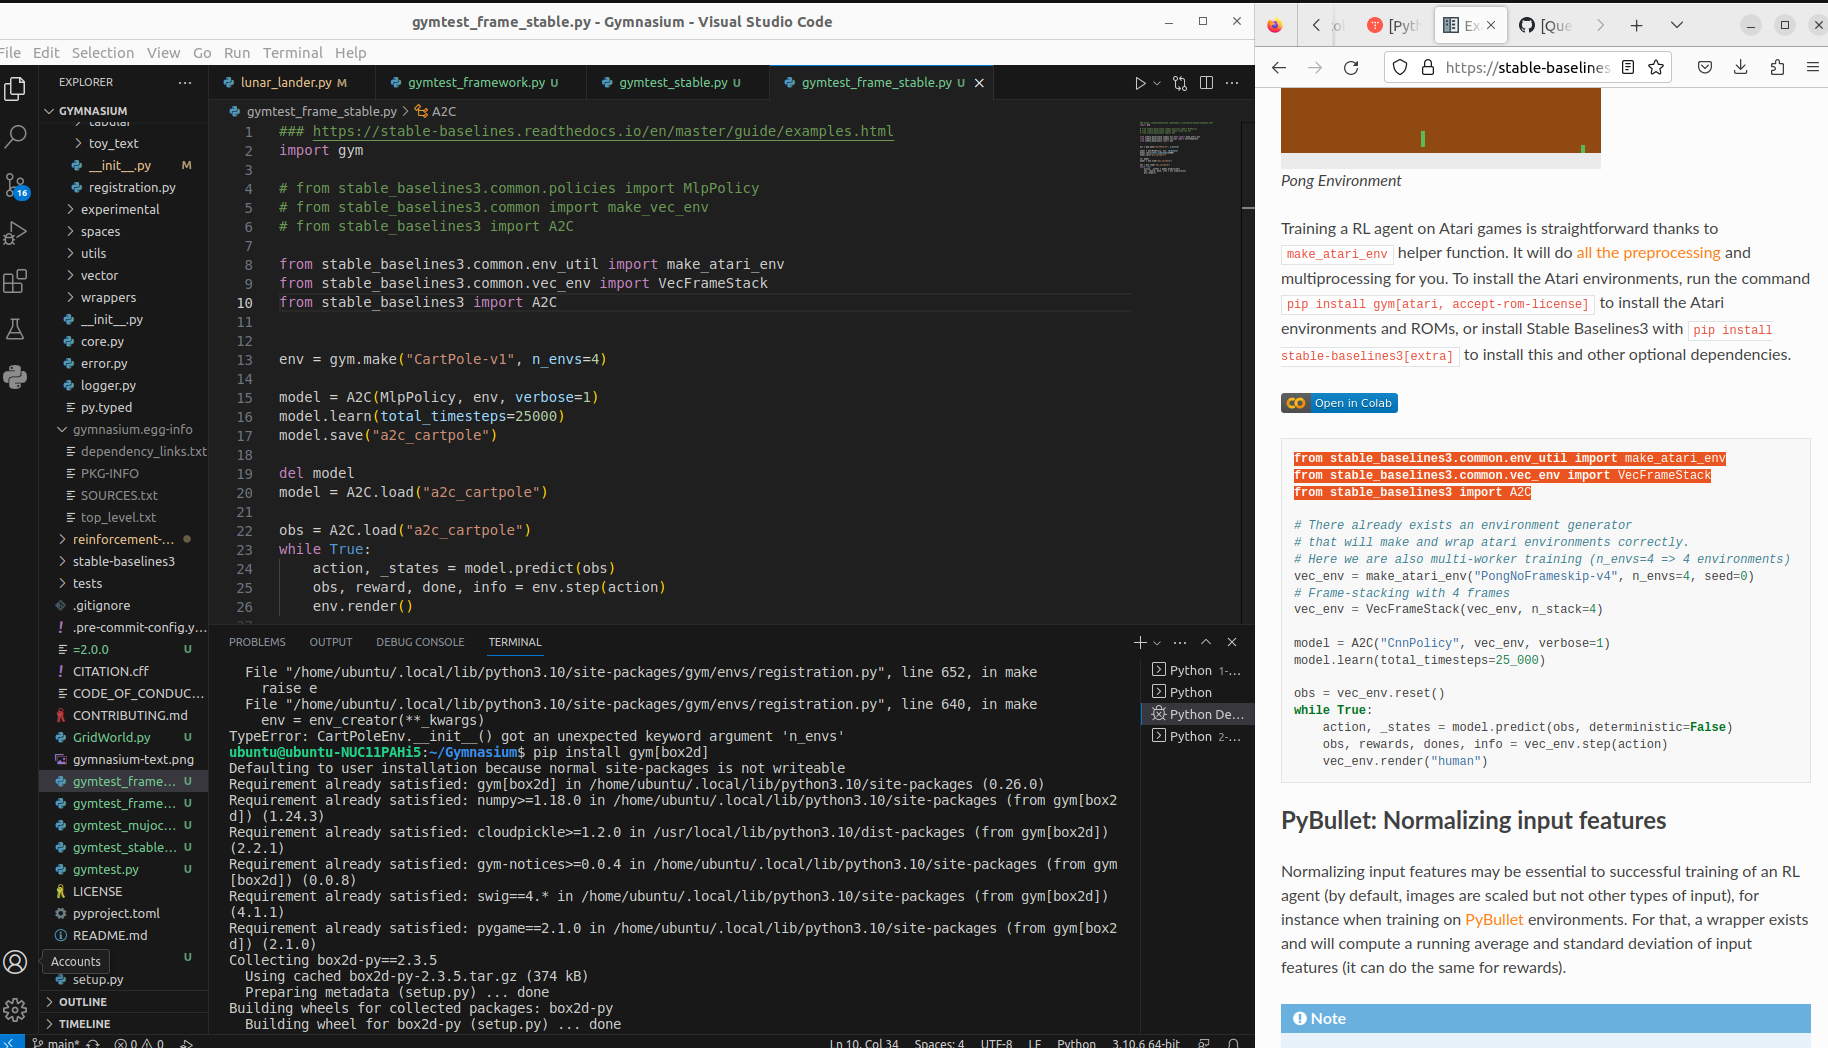 gymtest_frame_stable.py - Gymnasium - Visual Studio Code
File Edit Selection View Go Run Terminal Help
EXPLORER
GYMNASIUM
tabular
toy_text
__init__.py M
registration.py
experimental
spaces
utils
vector
wrappers
__init__.py
core.py
error.py
logger.py
py.typed
gymnasium.egg-info
dependency_links.txt
PKG-INFO
SOURCES.txt
top_level.txt
reinforcement-...
stable-baselines3
tests
.gitignore
.pre-commit-config.y...
=2.0.0 U
CITATION.cff
CODE_OF_CONDUC...
CONTRIBUTING.md
GridWorld.py U
gymnasium-text.png
gymtest_frame... U
gymtest_frame... U
gymtest_mujoc... U
gymtest_stable... U
gymtest.py U
LICENSE
pyproject.toml
README.md
Accounts U
setup.py
OUTLINE
TIMELINE
16
lunar_lander.py M gymtest_framework.py U gymtest_stable.py U gymtest_frame_stable.py U
gymtest_frame_stable.py > A2C
1 ### https://stable-baselines.readthedocs.io/en/master/guide/examples.html
2 import gym
3
4 # from stable_baselines3.common.policies import MlpPolicy
5 # from stable_baselines3.common import make_vec_env
6 # from stable_baselines3 import A2C
7
8 from stable_baselines3.common.env_util import make_atari_env
9 from stable_baselines3.common.vec_env import VecFrameStack
10 from stable_baselines3 import A2C
11
12
13 env = gym.make("CartPole-v1", n_envs=4)
14
15 model = A2C(MlpPolicy, env, verbose=1)
16 model.learn(total_timesteps=25000)
17 model.save("a2c_cartpole")
18
19 del model
20 model = A2C.load("a2c_cartpole")
21
22 obs = A2C.load("a2c_cartpole")
23 while True:
24 action, _states = model.predict(obs)
25 obs, reward, done, info = env.step(action)
26 env.render()
27
PROBLEMS OUTPUT DEBUG CONSOLE TERMINAL
File "/home/ubuntu/.local/lib/python3.10/site-packages/gym/envs/registration.py", line 652, in make
raise e
File "/home/ubuntu/.local/lib/python3.10/site-packages/gym/envs/registration.py", line 640, in make
env = env_creator(**_kwargs)
TypeError: CartPoleEnv.__init__() got an unexpected keyword argument 'n_envs'
ubuntu@ubuntu-NUC11PAHi5:~/Gymnasium$ pip install gym[box2d]
Defaulting to user installation because normal site-packages is not writeable
Requirement already satisfied: gym[box2d] in /home/ubuntu/.local/lib/python3.10/site-packages (0.26.0)
Requirement already satisfied: numpy>=1.18.0 in /home/ubuntu/.local/lib/python3.10/site-packages (from gym[box2
d]) (1.24.3)
Requirement already satisfied: cloudpickle>=1.2.0 in /usr/local/lib/python3.10/dist-packages (from gym[box2d])
(2.2.1)
Requirement already satisfied: gym-notices>=0.0.4 in /home/ubuntu/.local/lib/python3.10/site-packages (from gym
[box2d]) (0.0.8)
Requirement already satisfied: swig==4.* in /home/ubuntu/.local/lib/python3.10/site-packages (from gym[box2d])
(4.1.1)
Requirement already satisfied: pygame==2.1.0 in /home/ubuntu/.local/lib/python3.10/site-packages (from gym[box2
d]) (2.1.0)
Collecting box2d-py==2.3.5
Using cached box2d-py-2.3.5.tar.gz (374 kB)
Preparing metadata (setup.py) ... done
Building wheels for collected packages: box2d-py
Building wheel for box2d-py (setup.py) ... done
Python 1-...
Python
Python De...
Python 2-...
main* 0 0 Ln 10, Col 34 Spaces: 4 UTF-8 LF Python 3.10.6 64-bit
[Pyth Ex [Que
https://stable-baselines
Pong Environment
Training a RL agent on Atari games is straightforward thanks to
make_atari_env helper function. It will do all the preprocessing and
multiprocessing for you. To install the Atari environments, run the command
pip install gym[atari, accept-rom-license] to install the Atari
environments and ROMs, or install Stable Baselines3 with pip install
stable-baselines3[extra] to install this and other optional dependencies.
Open in Colab
from stable_baselines3.common.env_util import make_atari_env
from stable_baselines3.common.vec_env import VecFrameStack
from stable_baselines3 import A2C
# There already exists an environment generator
# that will make and wrap atari environments correctly.
# Here we are also multi-worker training (n_envs=4 => 4 environments)
vec_env = make_atari_env("PongNoFrameskip-v4", n_envs=4, seed=0)
# Frame-stacking with 4 frames
vec_env = VecFrameStack(vec_env, n_stack=4)
model = A2C("CnnPolicy", vec_env, verbose=1)
model.learn(total_timesteps=25_000)
obs = vec_env.reset()
while True:
action, _states = model.predict(obs, deterministic=False)
obs, rewards, dones, info = vec_env.step(action)
vec_env.render("human")
PyBullet: Normalizing input features
Normalizing input features may be essential to successful training of an RL
agent (by default, images are scaled but not other types of input), for
instance when training on PyBullet environments. For that, a wrapper exists
and will compute a running average and standard deviation of input
features (it can do the same for rewards).
Note